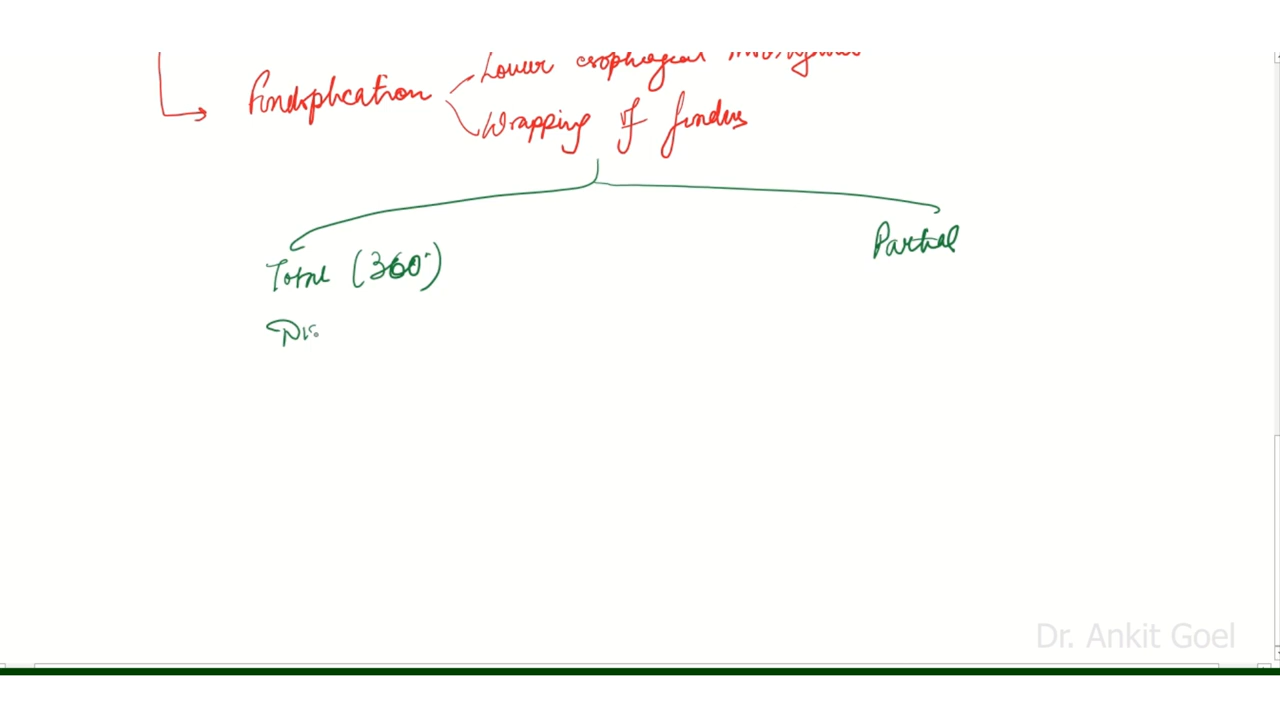 Lower esophageal
Fundoplication
Wrapping of fundus
Total (360°)
Partial
Dr. Ankit Goel